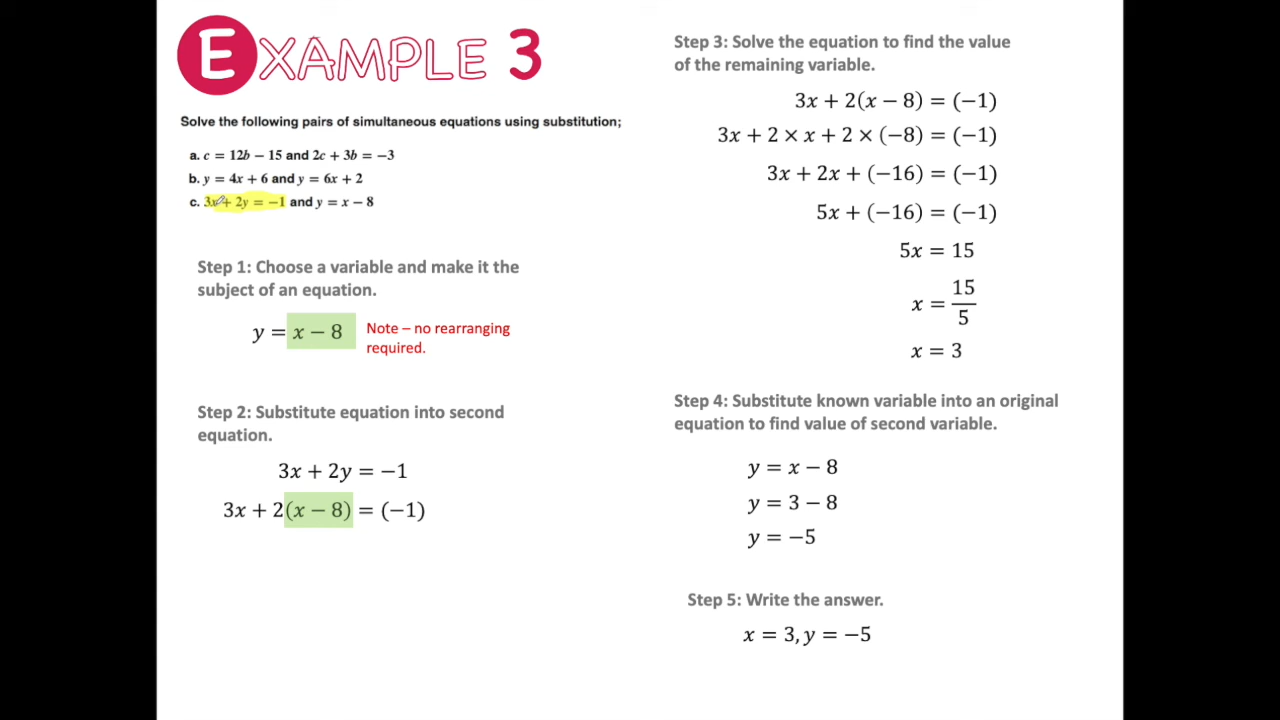 EXAMPLE 3
Solve the following pairs of simultaneous equations using substitution;
a. c = 12b − 15 and 2c + 3b = −3
b. y = 4x + 6 and y = 6x + 2
c. 3x + 2y = −1 and y = x − 8
Step 1: Choose a variable and make it the
subject of an equation.
y = x − 8
Note – no rearranging
required.
Step 2: Substitute equation into second
equation.
3x + 2y = −1
3x + 2(x − 8) = (−1)
Step 3: Solve the equation to find the value
of the remaining variable.
3x + 2(x − 8) = (−1)
3x + 2 × x + 2 × (−8) = (−1)
3x + 2x + (−16) = (−1)
5x + (−16) = (−1)
5x = 15
x = 15/5
x = 3
Step 4: Substitute known variable into an original
equation to find value of second variable.
y = x − 8
y = 3 − 8
y = −5
Step 5: Write the answer.
x = 3, y = −5